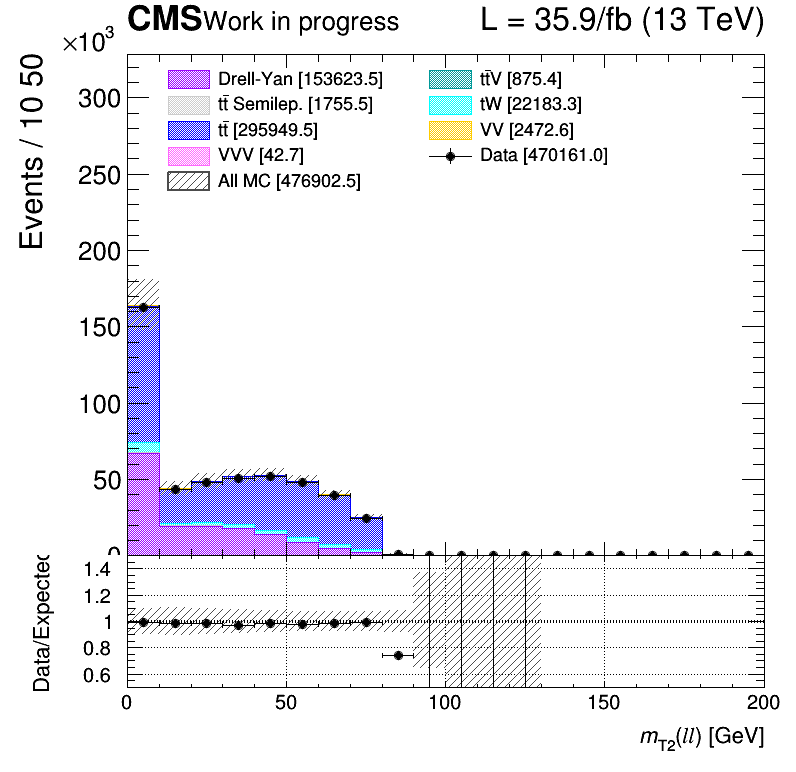 CMS Work in progress L = 35.9/fb (13 TeV)
×10³
Events / 10 50
Drell-Yan [153623.5]
tt̄ Semilep. [1755.5]
tt̄ [295949.5]
VVV [42.7]
All MC [476902.5]
tt̄V [875.4]
tW [22183.3]
VV [2472.6]
Data [470161.0]
300
250
200
150
100
50
0
Data/Expected
1.4
1.2
1
0.8
0.6
0 50 100 150 200
m_T2(ll) [GeV]